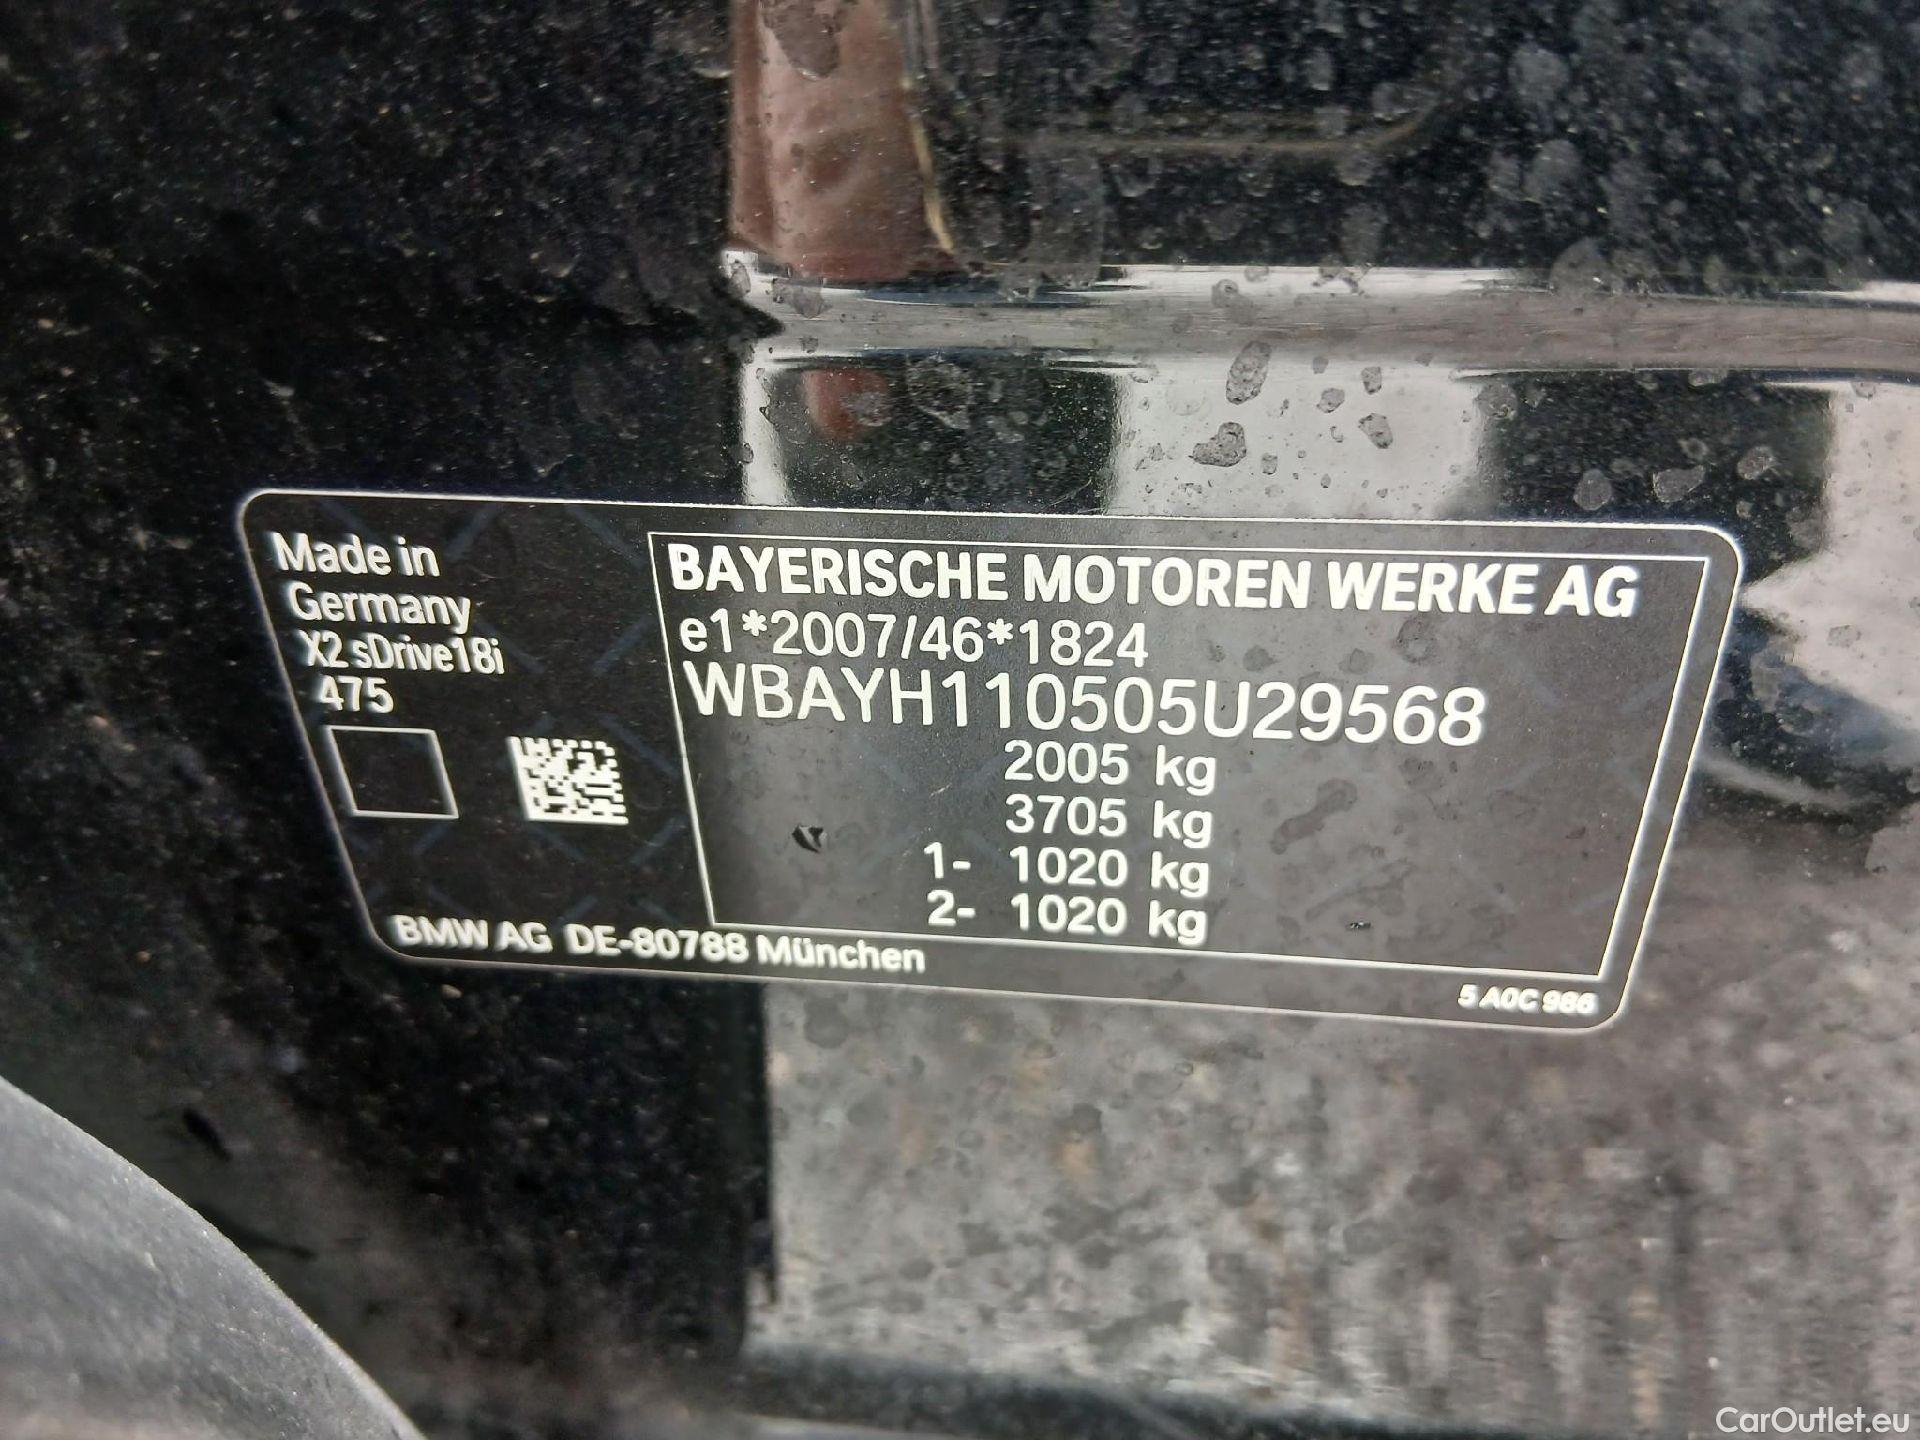 Made in
Germany
X2 sDrive18i
475
BAYERISCHE MOTOREN WERKE AG
e1*2007/46*1824
WBAYH110505U29568
2005 kg
3705 kg
1- 1020 kg
2- 1020 kg
BMW AG DE-80788 München
5 A0C 986
CarOutlet.eu